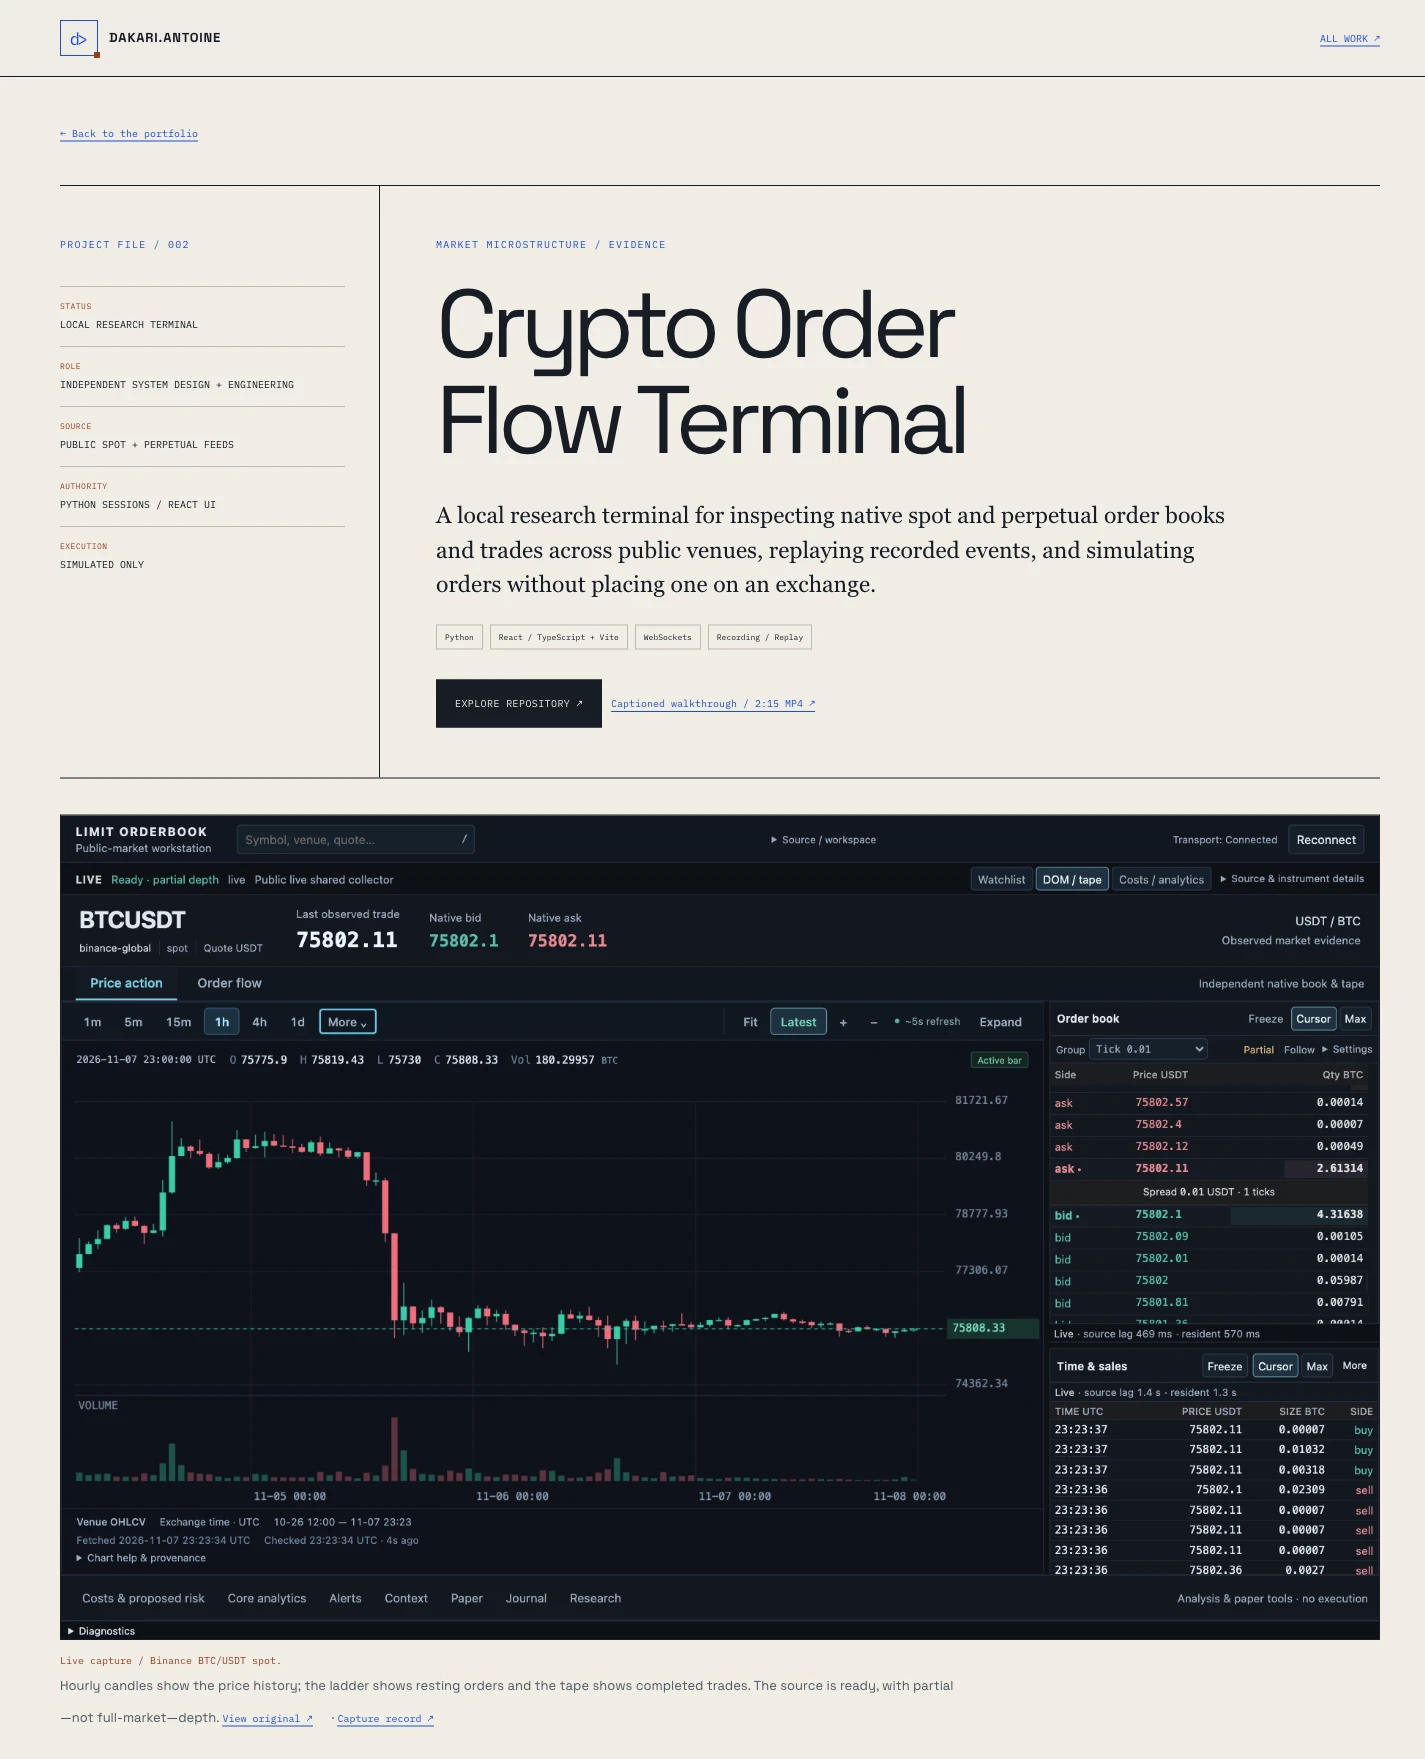 DAKARI.ANTOINE
ALL WORK ↗
← Back to the portfolio
PROJECT FILE / 002
STATUS
LOCAL RESEARCH TERMINAL
ROLE
INDEPENDENT SYSTEM DESIGN + ENGINEERING
SOURCE
PUBLIC SPOT + PERPETUAL FEEDS
AUTHORITY
PYTHON SESSIONS / REACT UI
EXECUTION
SIMULATED ONLY
MARKET MICROSTRUCTURE / EVIDENCE
Crypto Order
Flow Terminal
A local research terminal for inspecting native spot and perpetual order books
and trades across public venues, replaying recorded events, and simulating
orders without placing one on an exchange.
Python React / TypeScript + Vite WebSockets Recording / Replay
EXPLORE REPOSITORY ↗ Captioned walkthrough / 2:15 MP4 ↗
LIMIT ORDERBOOK
Public-market workstation
Symbol, venue, quote... /
▶ Source / workspace
Transport: Connected Reconnect
LIVE Ready · partial depth live Public live shared collector
Watchlist DOM / tape Costs / analytics ▶ Source & instrument details
BTCUSDT
binance-global spot Quote USDT
Last observed trade
75802.11
Native bid
75802.1
Native ask
75802.11
USDT / BTC
Observed market evidence
Price action Order flow
Independent native book & tape
1m 5m 15m 1h 4h 1d More ⌄
Fit Latest + − • ~5s refresh Expand
2026-11-07 23:00:00 UTC O 75775.9 H 75819.43 L 75730 C 75808.33 Vol 180.29957 BTC
Active bar
81721.67
80249.8
78777.93
77306.07
75808.33
74362.34
VOLUME
11-05 00:00 11-06 00:00 11-07 00:00 11-08 00:00
Venue OHLCV Exchange time · UTC 10-26 12:00 — 11-07 23:23
Fetched 2026-11-07 23:23:34 UTC Checked 23:23:34 UTC · 4s ago
▶ Chart help & provenance
Order book Freeze Cursor Max
Group Tick 0.01 Partial Follow ▶ Settings
Side Price USDT Qty BTC
ask 75802.57 0.00014
ask 75802.4 0.00007
ask 75802.12 0.00049
ask • 75802.11 2.61314
Spread 0.01 USDT · 1 ticks
bid • 75802.1 4.31638
bid 75802.09 0.00105
bid 75802.01 0.00014
bid 75802 0.05987
bid 75801.81 0.00791
Live · source lag 469 ms · resident 570 ms
Time & sales Freeze Cursor Max More
Live · source lag 1.4 s · resident 1.3 s
TIME UTC PRICE USDT SIZE BTC SIDE
23:23:37 75802.11 0.00007 buy
23:23:37 75802.11 0.01032 buy
23:23:37 75802.11 0.00318 buy
23:23:36 75802.1 0.02309 sell
23:23:36 75802.11 0.00007 sell
23:23:36 75802.11 0.00007 sell
23:23:36 75802.11 0.00007 sell
23:23:36 75802.36 0.0027 sell
Costs & proposed risk Core analytics Alerts Context Paper Journal Research
Analysis & paper tools · no execution
▶ Diagnostics
Live capture / Binance BTC/USDT spot.
Hourly candles show the price history; the ladder shows resting orders and the tape shows completed trades. The source is ready, with partial
—not full-market—depth. View original ↗ · Capture record ↗